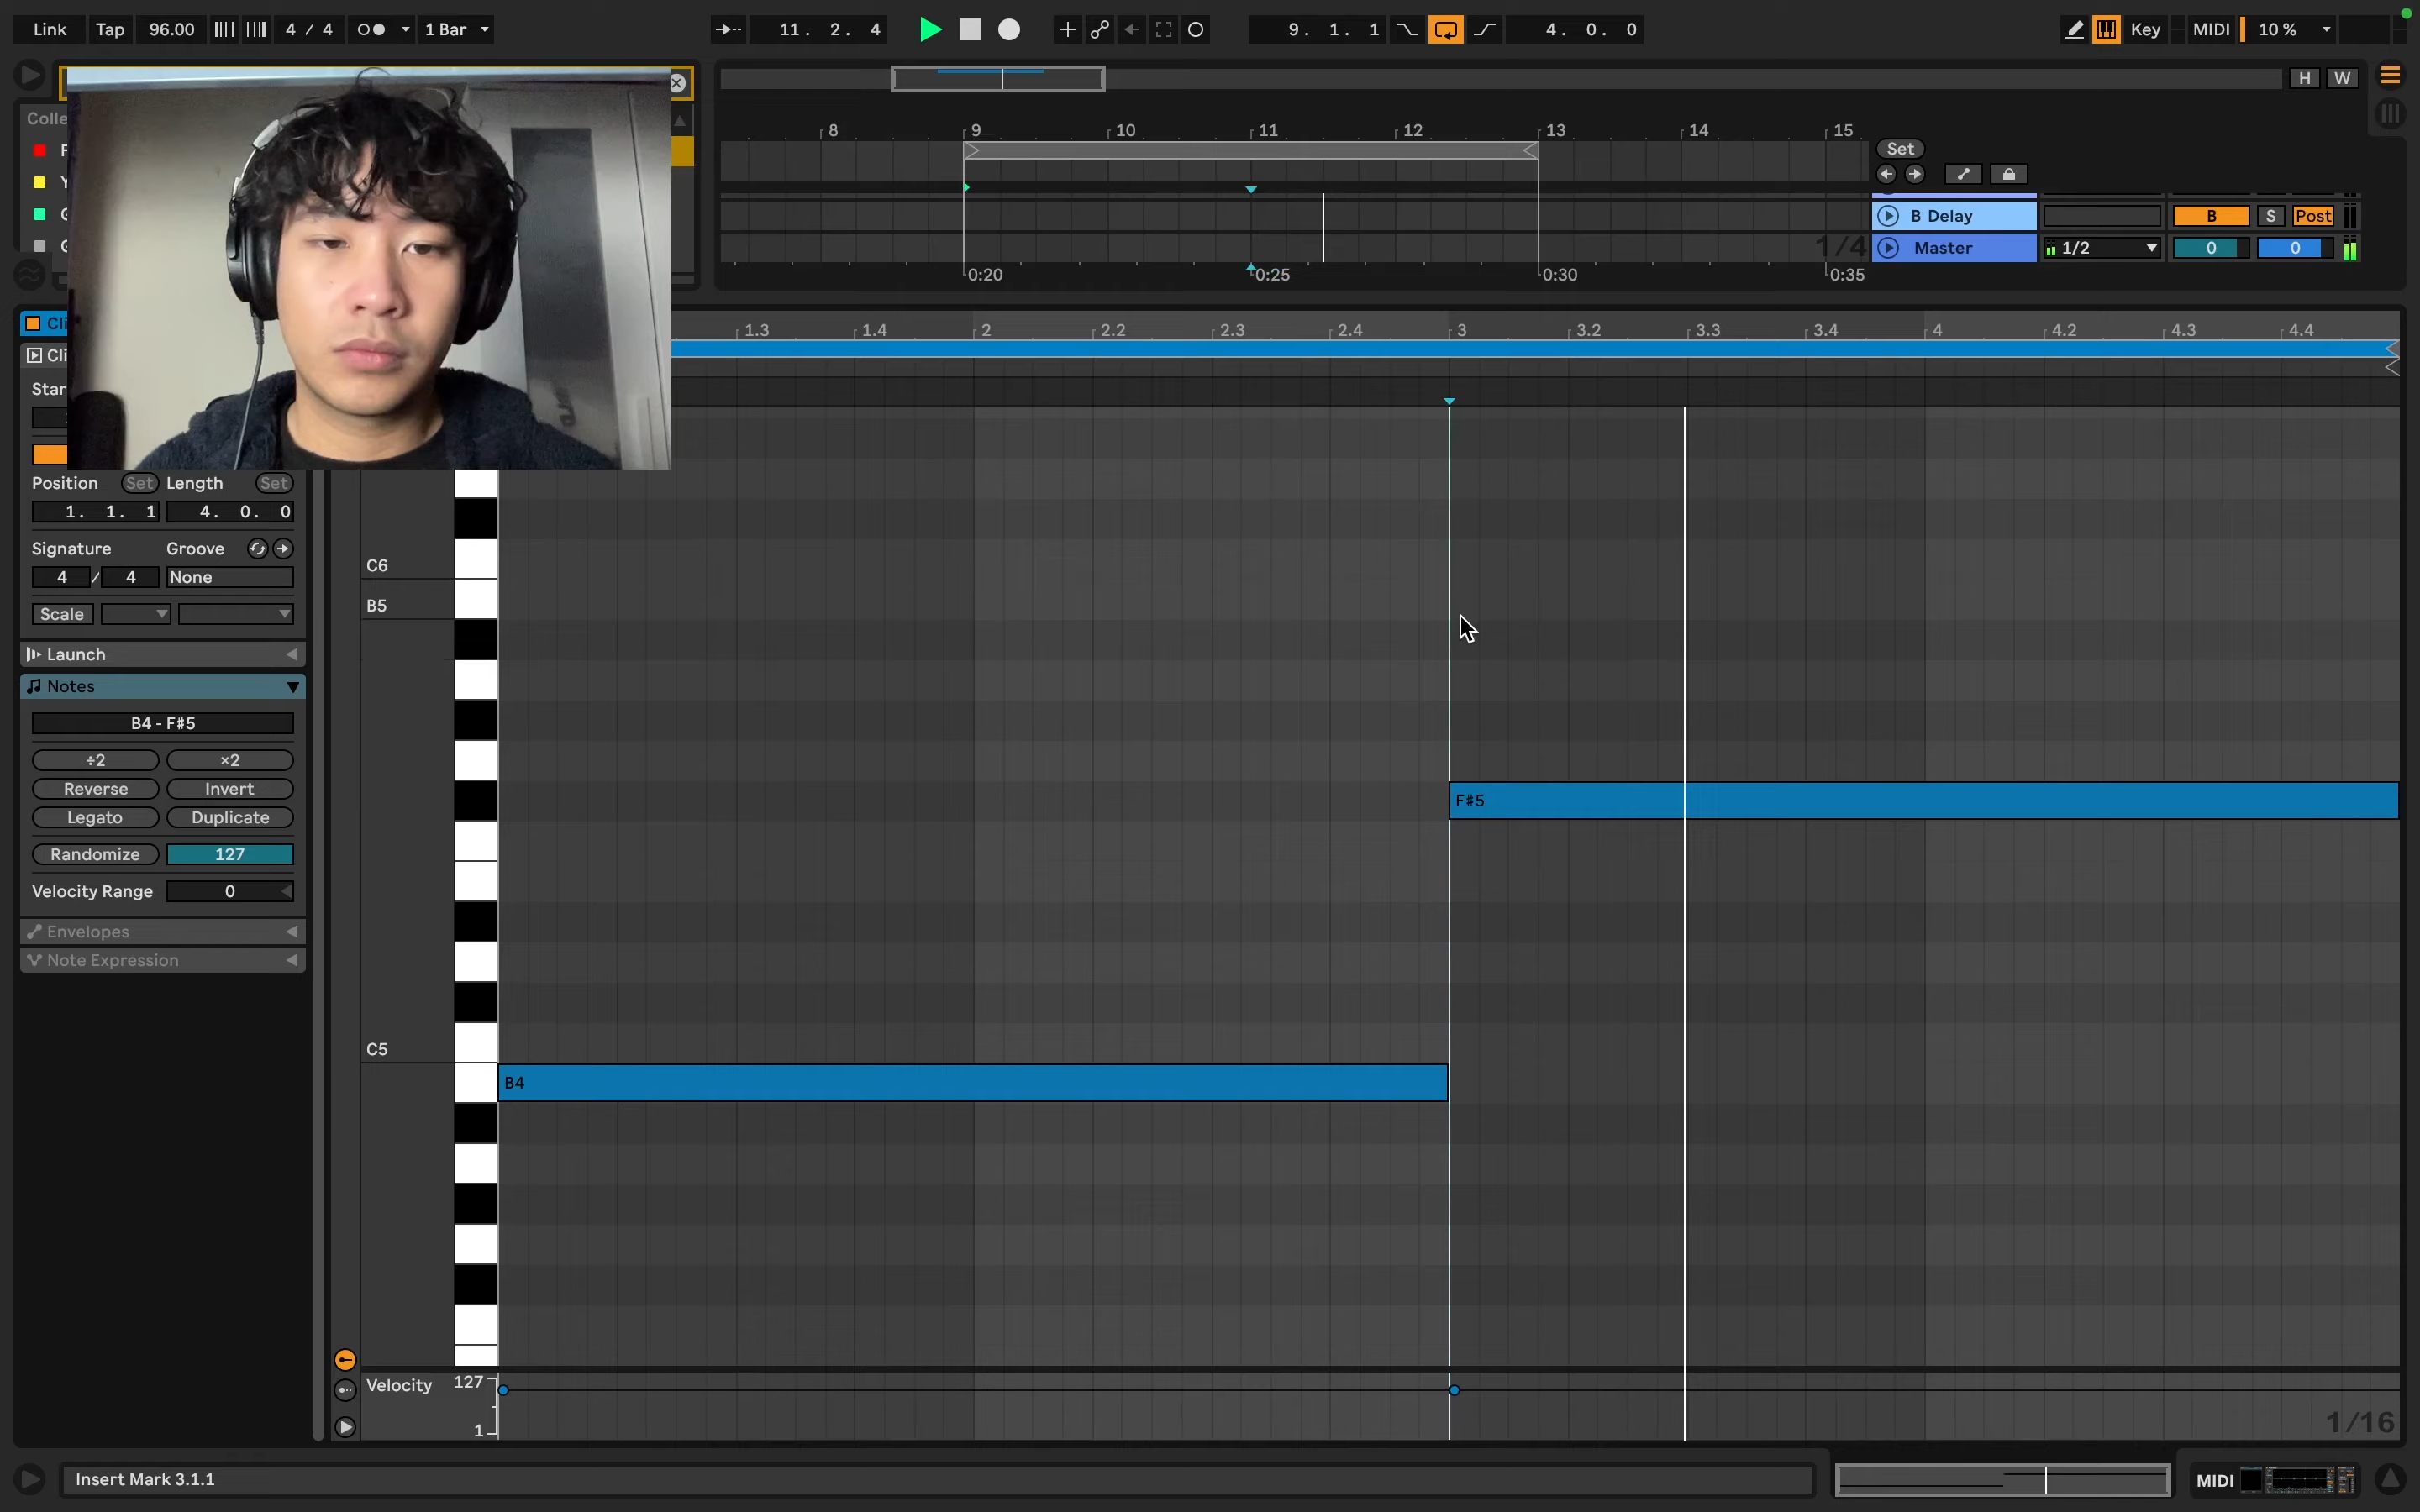 Link Tap 96.00 4 / 4 1 Bar 11. 2. 4 9. 1. 1 4. 0. 0 Key MIDI 10 %
H W
Colle
8 9 10 11 12 13 14 15
Set
F
Y
G
B Delay B S Post
G
1/4 Master 1/2 0 0
0:20 0:25 0:30 0:35
Cli
1.3 1.4 2 2.2 2.3 2.4 3 3.2 3.3 3.4 4 4.2 4.3 4.4
Cli
Star
Position Set Length Set
1. 1. 1 4. 0. 0
Signature Groove
4 / 4 None
Scale
C6
B5
Launch
Notes
B4 - F#5
÷2 ×2
Reverse Invert
Legato Duplicate
Randomize 127
Velocity Range 0
Envelopes
Note Expression
F#5
C5
B4
Velocity 127
1
1/16
Insert Mark 3.1.1
MIDI